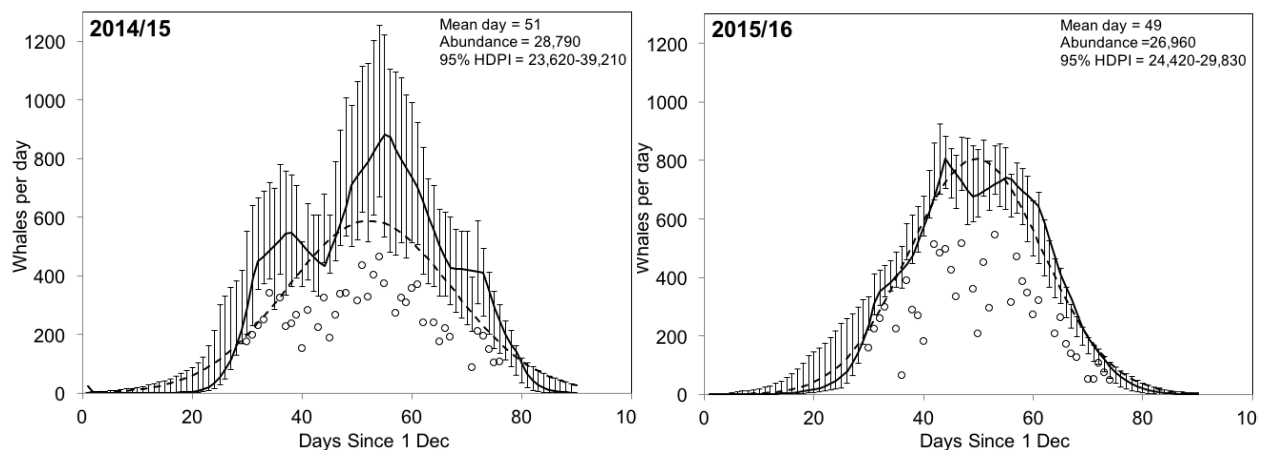 2014/15
Mean day = 51
Abundance = 28,790
95% HDPI = 23,620-39,210
1200
1000
800
600
400
200
0
Whales per day
0 20 40 60 80 10
Days Since 1 Dec
2015/16
Mean day = 49
Abundance =26,960
95% HDPI = 24,420-29,830
1200
1000
800
600
400
200
0
Whales per day
0 20 40 60 80 10
Days Since 1 Dec